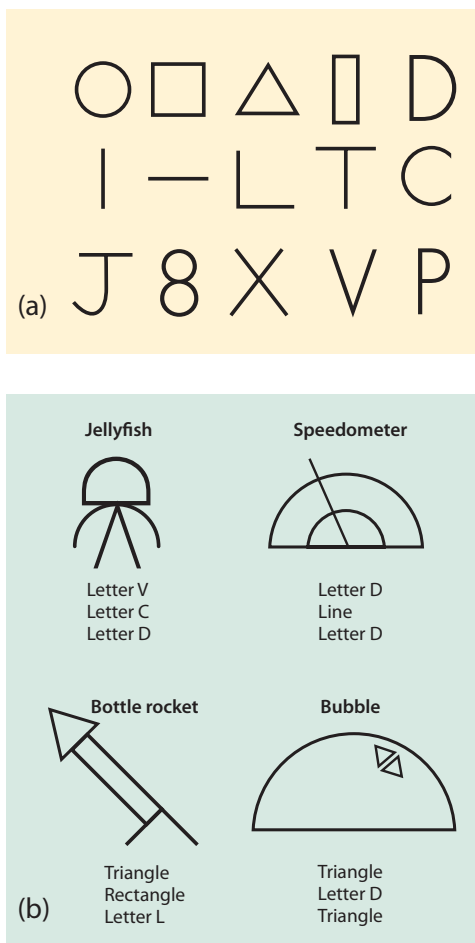 D
L T C
J 8 X V P
(a)
Jellyfish
Letter V
Letter C
Letter D
Speedometer
Letter D
Line
Letter D
Bottle rocket
Triangle
Rectangle
Letter L
Bubble
Triangle
Letter D
Triangle
(b)